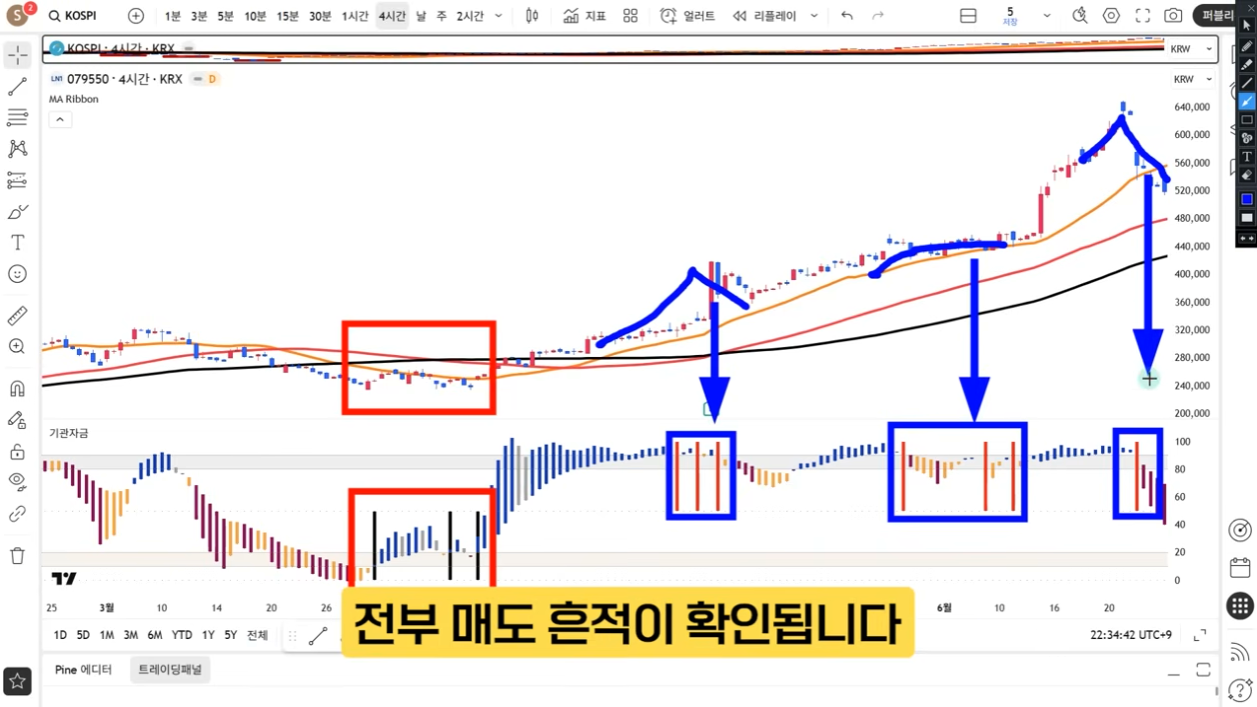 S 2 KOSPI 1분 3분 5분 10분 15분 30분 1시간 4시간 날 주 2시간 지표 얼러트 리플레이 5 저장 퍼블리
KOSPI · 4시간 · KRX KRW
LN1 079550 · 4시간 · KRX D KRW
MA Ribbon
640,000
600,000
560,000
520,000
480,000
440,000
400,000
360,000
320,000
280,000
240,000
200,000
기관자금
100
80
60
40
20
0
25 3월 10 14 20 26 6월 10 16 20
전부 매도 흔적이 확인됩니다
1D 5D 1M 3M 6M YTD 1Y 5Y 전체 22:34:42 UTC+9
Pine 에디터 트레이딩패널